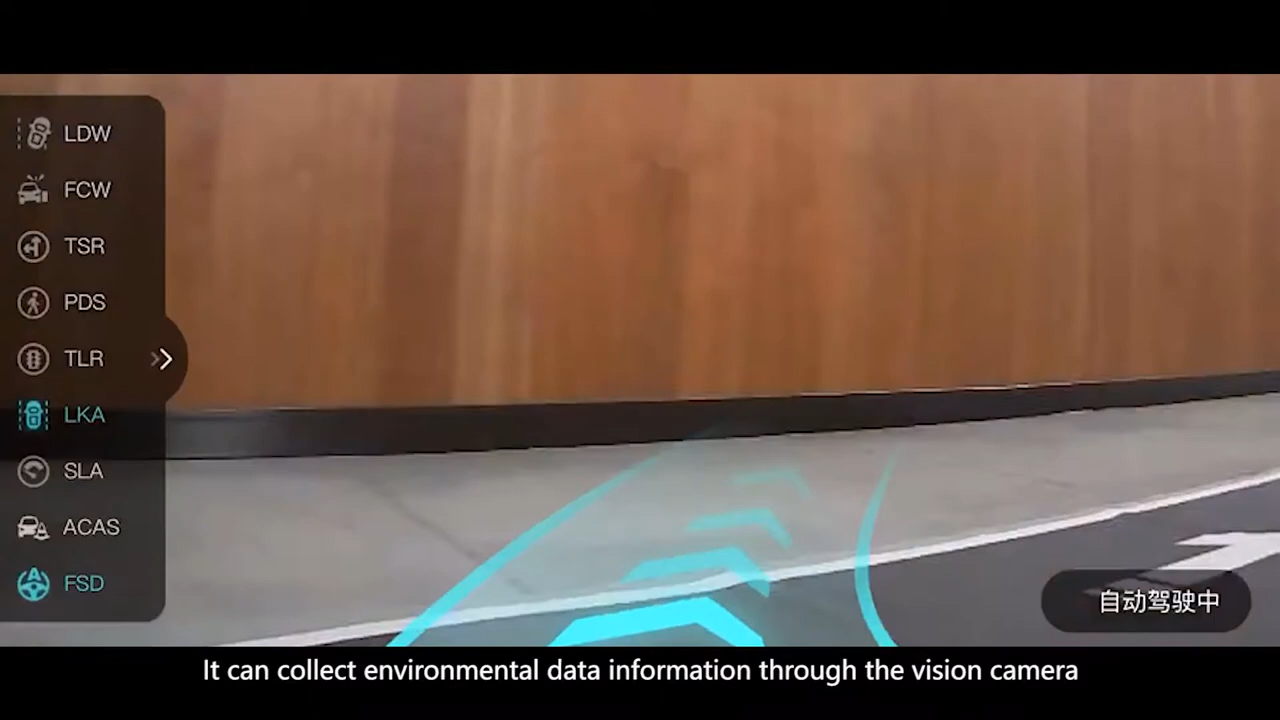 LDW
FCW
TSR
PDS
TLR
LKA
SLA
ACAS
FSD
自动驾驶中
It can collect environmental data information through the vision camera